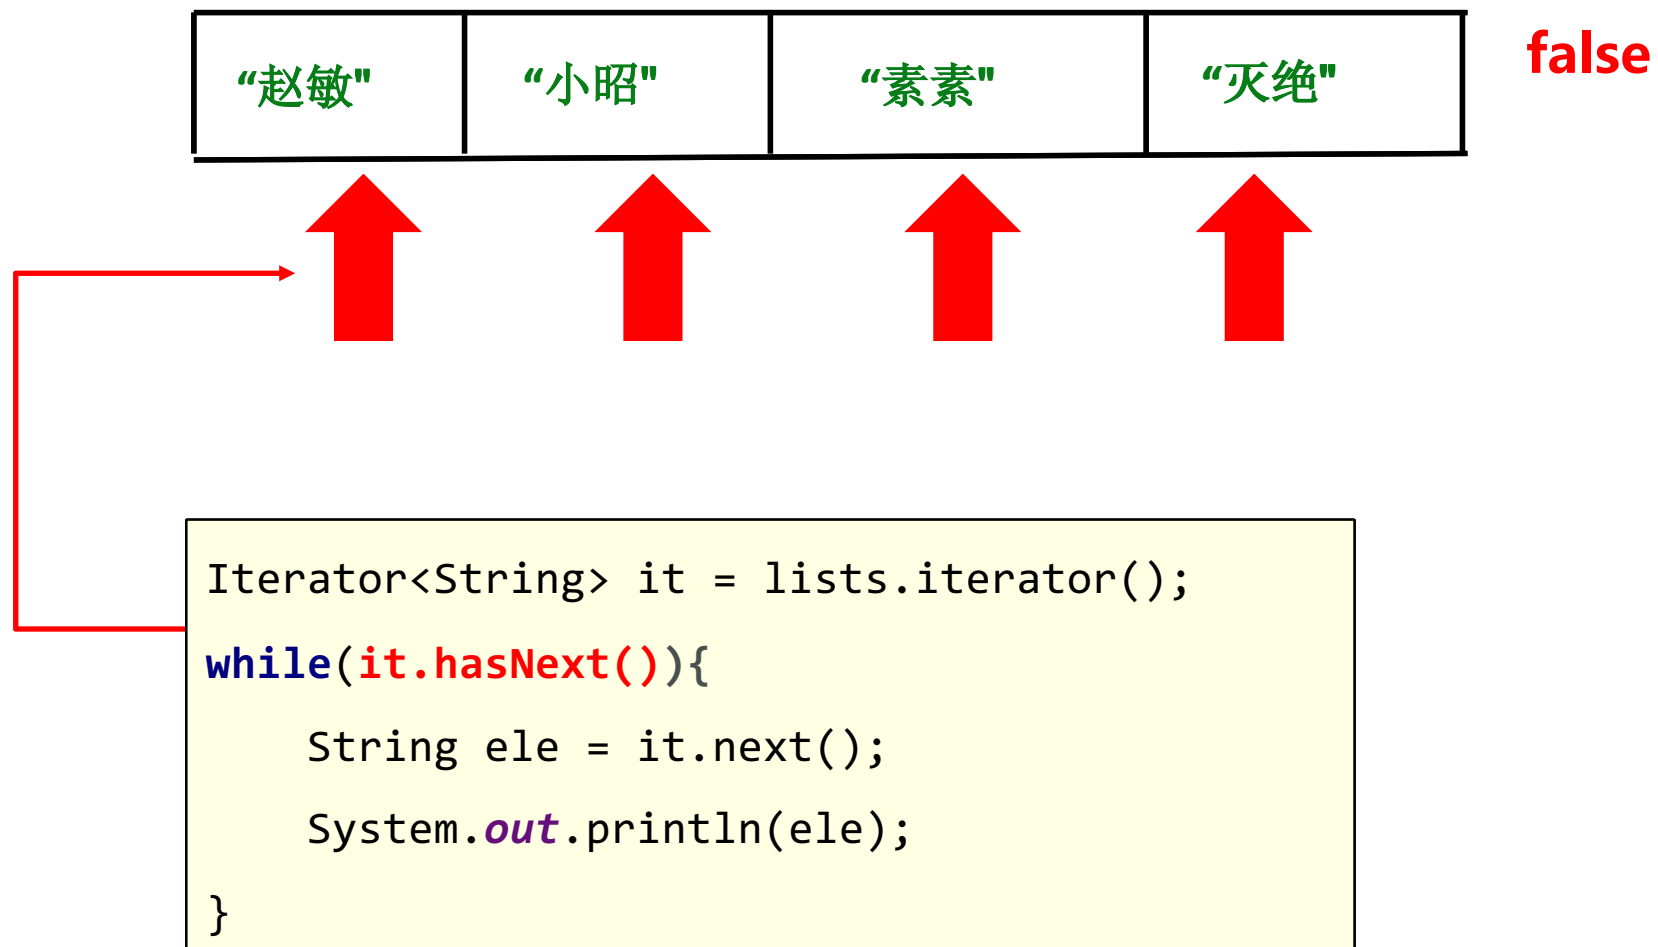 “赵敏" “小昭" “素素" “灭绝" false
Iterator<String> it = lists.iterator();
while(it.hasNext()){
    String ele = it.next();
    System.out.println(ele);
}